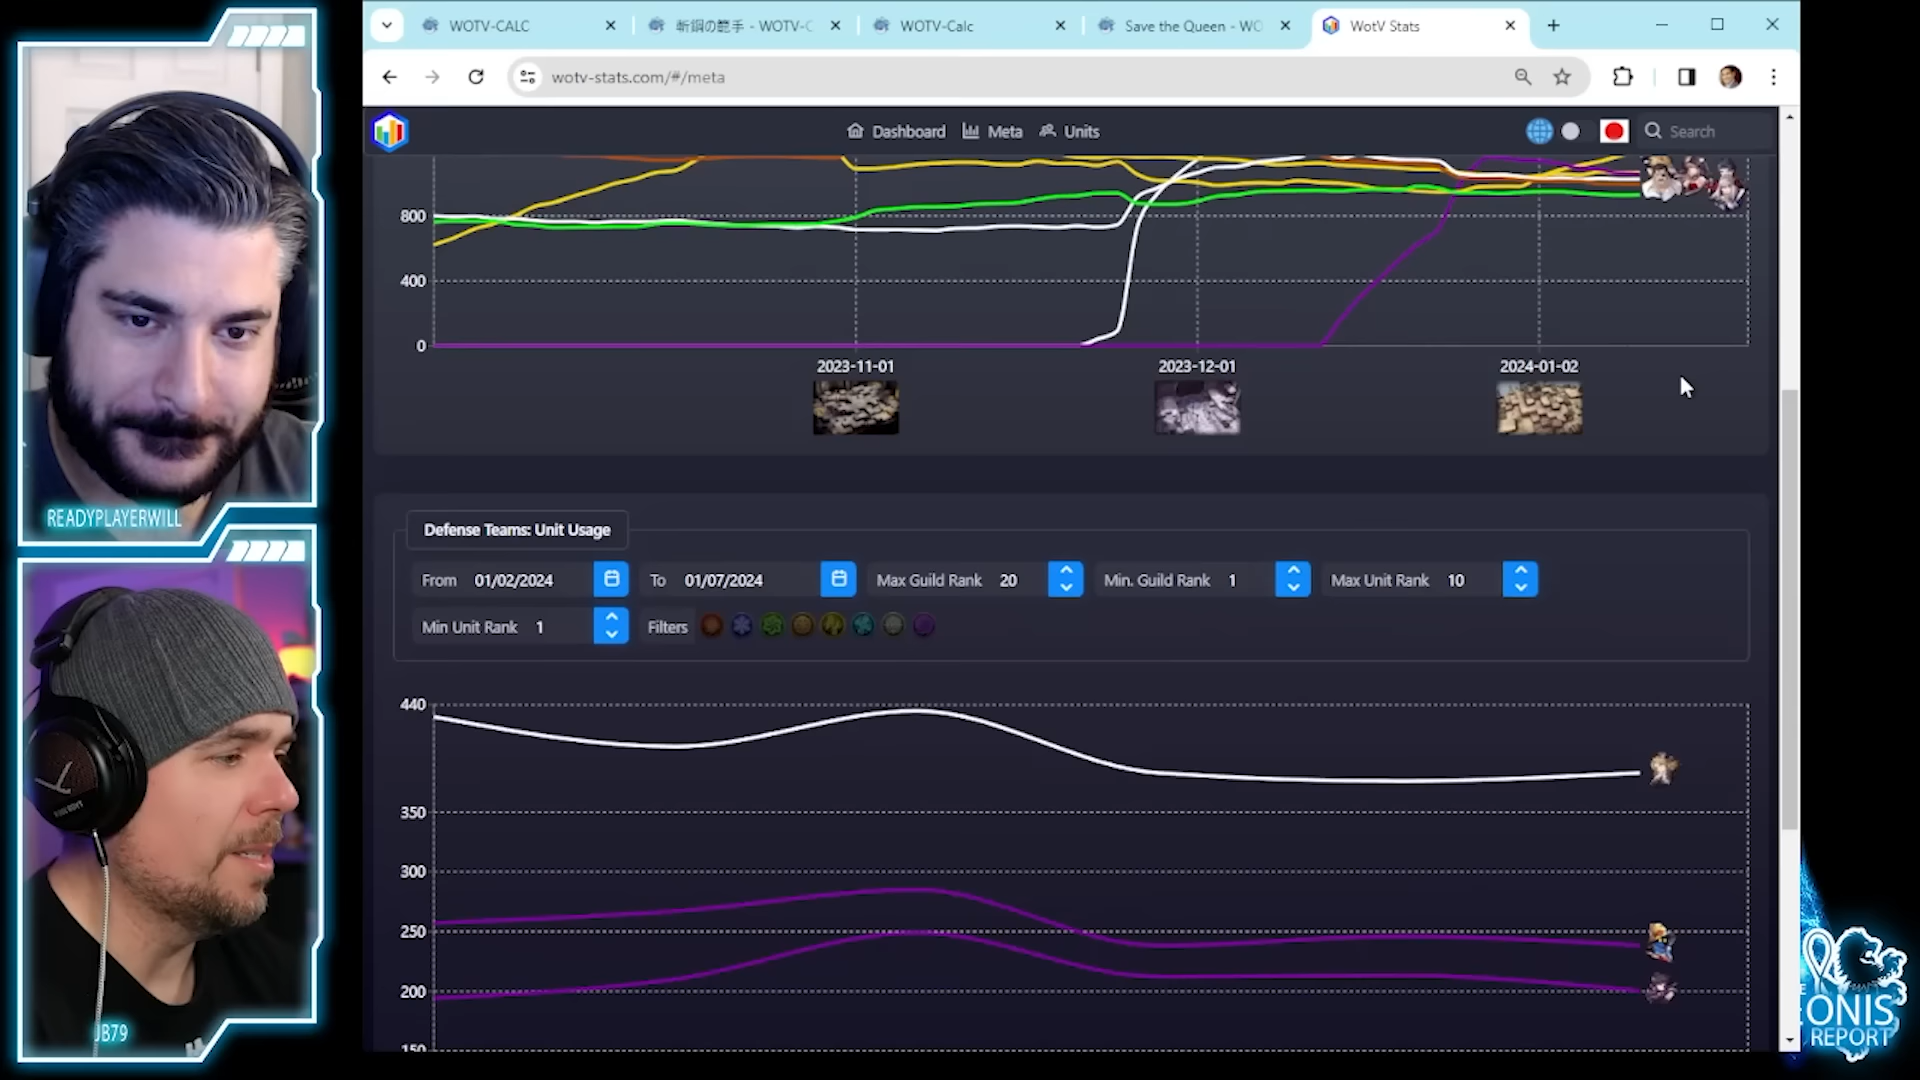 WOTV-CALC
斬鋼の籠手 - WOTV-C
WOTV-Calc
Save the Queen - WO
WotV Stats
wotv-stats.com/#/meta
Dashboard
Meta
Units
Search
800
400
0
2023-11-01
2023-12-01
2024-01-02
Defense Teams: Unit Usage
From 01/02/2024
To 01/07/2024
Max Guild Rank 20
Min. Guild Rank 1
Max Unit Rank 10
Min Unit Rank 1
Filters
440
350
300
250
200
150
READYPLAYERWILL
JB79
EONIS
REPORT